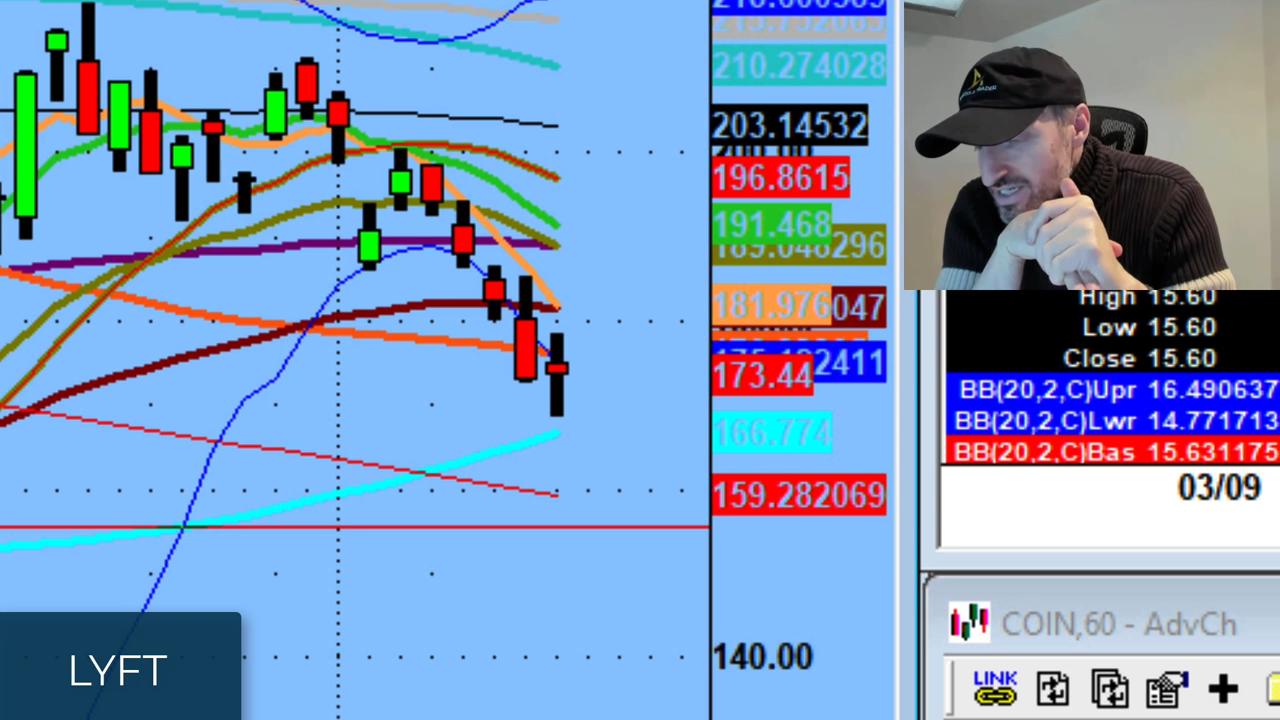 210.274028
203.14532
196.8615
191.468
296
181.976
047
2411
173.44
166.774
159.282069
140.00
LYFT
High 15.60
Low 15.60
Close 15.60
BB(20,2,C)Upr 16.490637
BB(20,2,C)Lwr 14.771713
BB(20,2,C)Bas 15.631175
03/09
COIN,60 - AdvCh
LINK